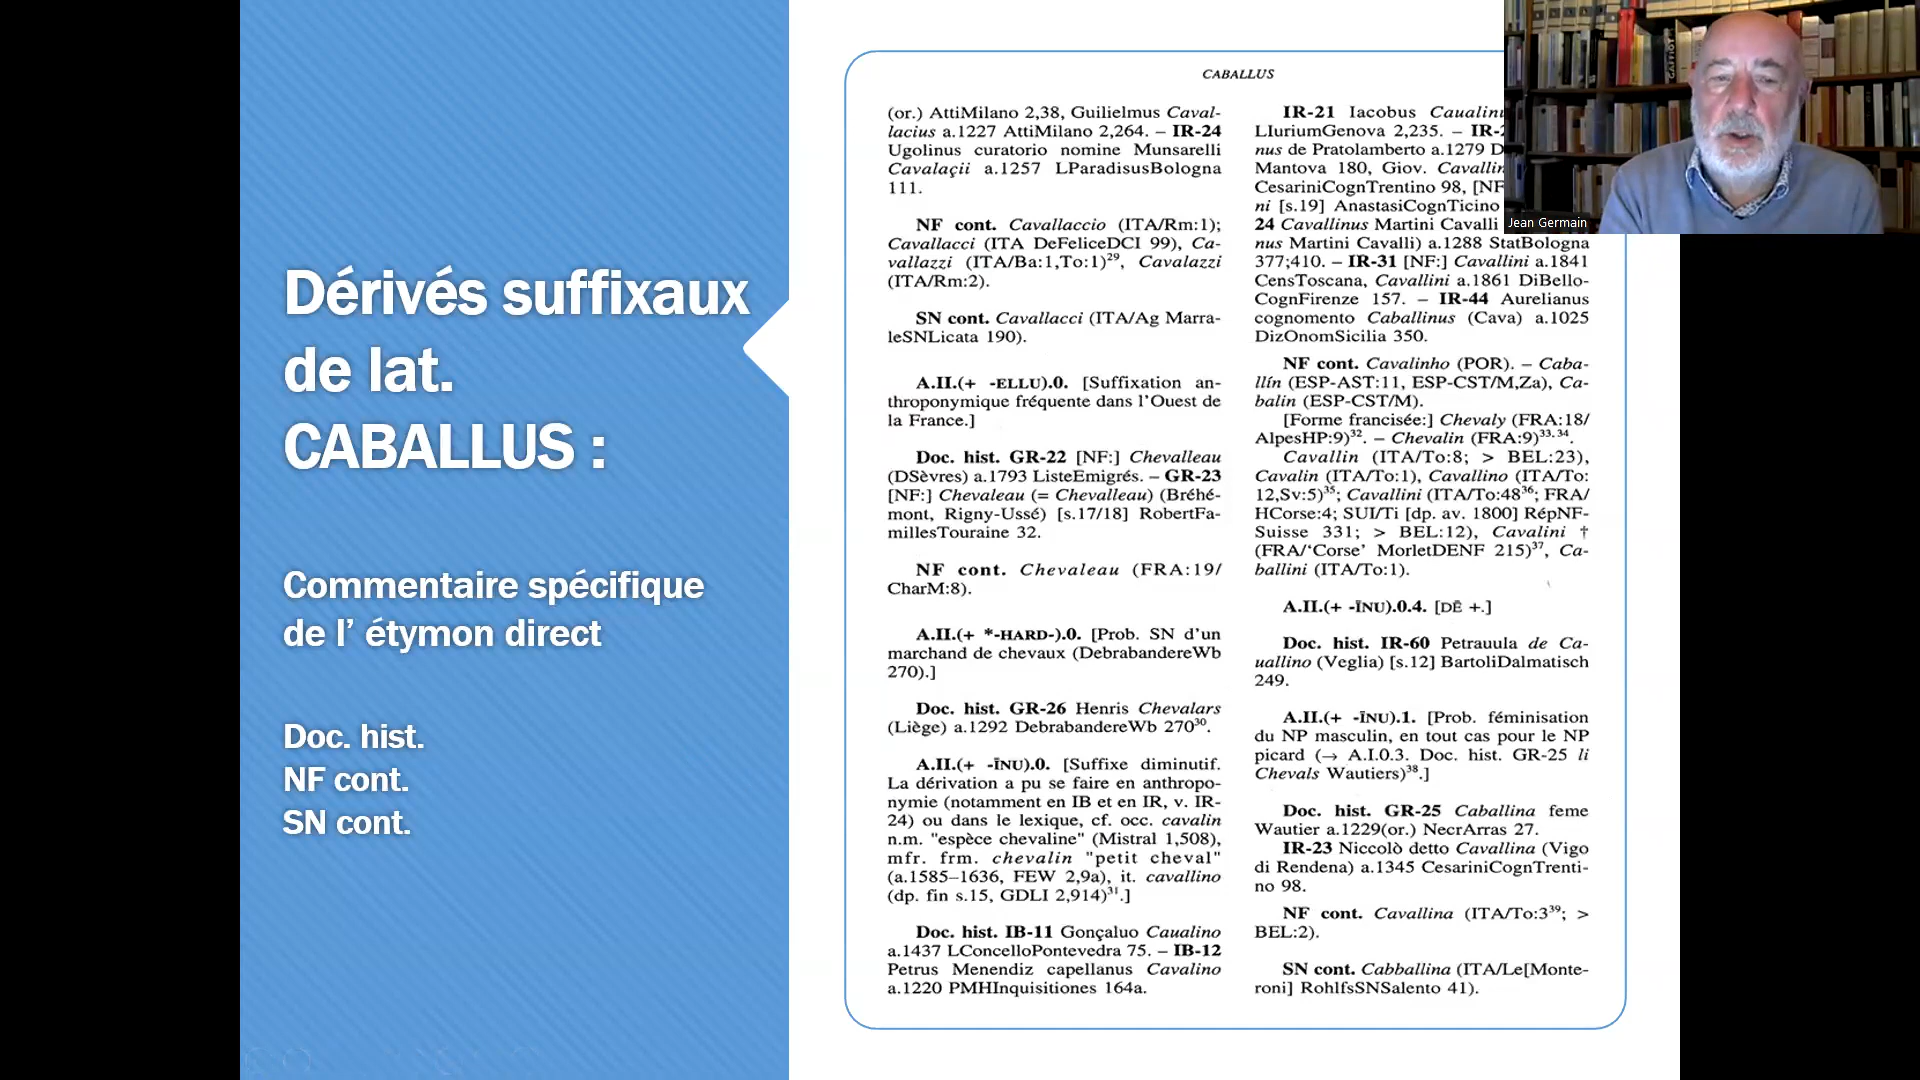 Dérivés suffixaux
de lat.
CABALLUS :
Commentaire spécifique
de l’ étymon direct
Doc. hist.
NF cont.
SN cont.
CABALLUS
(or.) AttiMilano 2,38, Guilielmus Caval-
lacius a.1227 AttiMilano 2,264. – IR-24
Ugolinus curatorio nomine Munsarelli
Cavalaçii a.1257 LParadisusBologna
111.
NF cont. Cavallaccio (ITA/Rm:1);
Cavallacci (ITA DeFeliceDCI 99), Ca-
vallazzi (ITA/Ba:1,To:1)29, Cavalazzi
(ITA/Rm:2).
SN cont. Cavallacci (ITA/Ag Marra-
leSNLicata 190).
A.II.(+ -ELLU).0. [Suffixation an-
throponymique fréquente dans l’Ouest de
la France.]
Doc. hist. GR-22 [NF:] Chevalleau
(DSèvres) a.1793 ListeEmigrés. – GR-23
[NF:] Chevaleau (= Chevalleau) (Bréhé-
mont, Rigny-Ussé) [s.17/18] RobertFa-
millesTouraine 32.
NF cont. Chevaleau (FRA:19/
CharM:8).
A.II.(+ *-HARD-).0. [Prob. SN d’un
marchand de chevaux (DebrabandereWb
270).]
Doc. hist. GR-26 Henris Chevalars
(Liège) a.1292 DebrabandereWb 27030.
A.II.(+ -ĪNU).0. [Suffixe diminutif.
La dérivation a pu se faire en anthropo-
nymie (notamment en IB et en IR, v. IR-
24) ou dans le lexique, cf. occ. cavalin
n.m. "espèce chevaline" (Mistral 1,508),
mfr. frm. chevalin "petit cheval"
(a.1585–1636, FEW 2,9a), it. cavallino
(dp. fin s.15, GDLI 2,914)31.]
Doc. hist. IB-11 Gonçaluo Caualino
a.1437 LConcelloPontevedra 75. – IB-12
Petrus Menendiz capellanus Cavalino
a.1220 PMHInquisitiones 164a.
IR-21 Iacobus Caualinu
LIuriumGenova 2,235. – IR-
nus de Pratolamberto a.1279 D
Mantova 180, Giov. Cavallin
CesariniCognTrentino 98, [NF
ni [s.19] AnastasiCognTicino
24 Cavallinus Martini Cavalli
nus Martini Cavalli) a.1288 StatBologna
377;410. – IR-31 [NF:] Cavallini a.1841
CensToscana, Cavallini a.1861 DiBello-
CognFirenze 157. – IR-44 Aurelianus
cognomento Caballinus (Cava) a.1025
DizOnomSicilia 350.
NF cont. Cavalinho (POR). – Caba-
llín (ESP-AST:11, ESP-CST/M,Za), Ca-
balin (ESP-CST/M).
[Forme francisée:] Chevaly (FRA:18/
AlpesHP:9)32. – Chevalin (FRA:9)33,34.
Cavallin (ITA/To:8; > BEL:23),
Cavalin (ITA/To:1), Cavallino (ITA/To:
12,Sv:5)35; Cavallini (ITA/To:4836; FRA/
HCorse:4; SUI/Ti [dp. av. 1800] RépNF-
Suisse 331; > BEL:12), Cavalini †
(FRA/‘Corse’ MorletDENF 215)37, Ca-
ballini (ITA/To:1).
A.II.(+ -ĪNU).0.4. [DĒ +.]
Doc. hist. IR-60 Petrauula de Ca-
uallino (Veglia) [s.12] BartoliDalmatisch
249.
A.II.(+ -ĪNU).1. [Prob. féminisation
du NP masculin, en tout cas pour le NP
picard (→ A.I.0.3. Doc. hist. GR-25 li
Chevals Wautiers)38.]
Doc. hist. GR-25 Caballina feme
Wautier a.1229(or.) NecrArras 27.
IR-23 Niccolò detto Cavallina (Vigo
di Rendena) a.1345 CesariniCognTrenti-
no 98.
NF cont. Cavallina (ITA/To:339; >
BEL:2).
SN cont. Cabballina (ITA/Le[Monte-
roni] RohlfsSNSalento 41).
GAFFIOT
Jean Germain